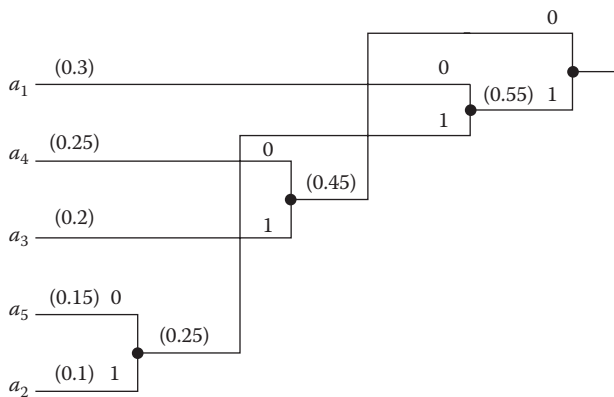 0
(0.3)
0
a1
(0.55) 1
(0.25)
1
0
a4
(0.45)
(0.2)
1
a3
(0.15) 0
a5
(0.25)
(0.1) 1
a2